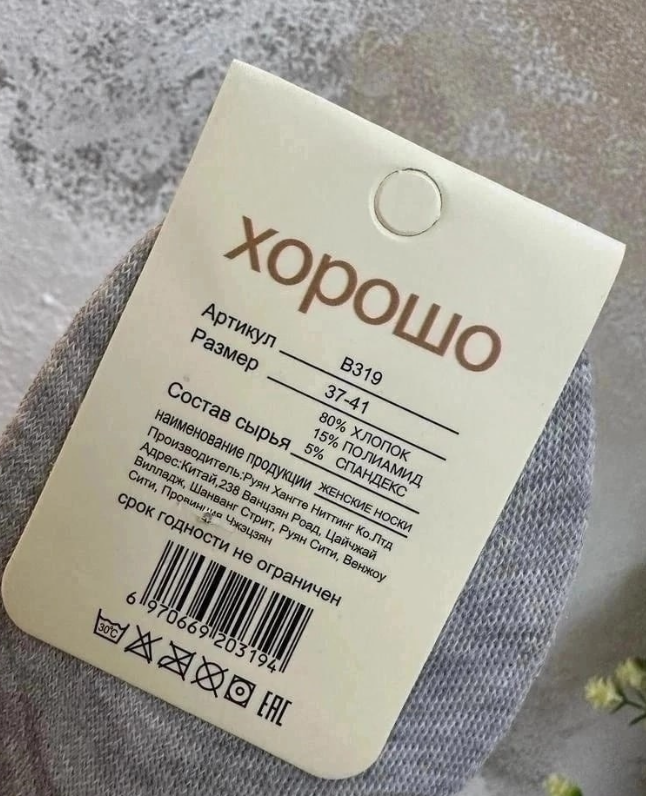 хорошо
Артикул В319
Размер 37-41
Состав сырья 80% ХЛОПОК
15% ПОЛИАМИД
5% СПАНДЕКС
наименование продукции ЖЕНСКИЕ НОСКИ
Производитель:Руян Хангте Ниттинг Ко.Лтд
Адрес:Китай,238 Ванцзян Роад, Цайчжай
Вилладж, Шанванг Стрит, Руян Сити, Венжоу
Сити, Провинция Чжэцзян
срок годности не ограничен
6 970669 203194
30°C
ЕАС